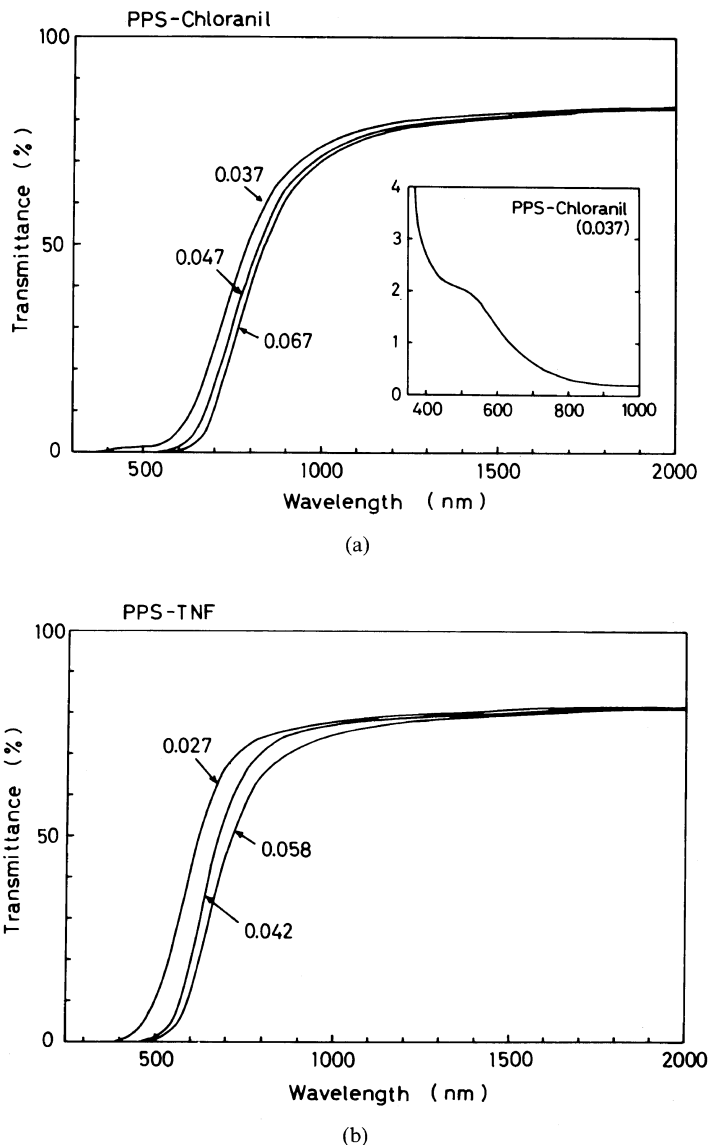 PPS-Chloranil
100
50
0
Transmittance (%)
0.037
0.047
0.067
4
3
2
1
0
PPS-Chloranil
(0.037)
400 600 800 1000
500 1000 1500 2000
Wavelength (nm)
(a)
PPS-TNF
100
50
0
Transmittance (%)
0.027
0.058
0.042
500 1000 1500 2000
Wavelength (nm)
(b)